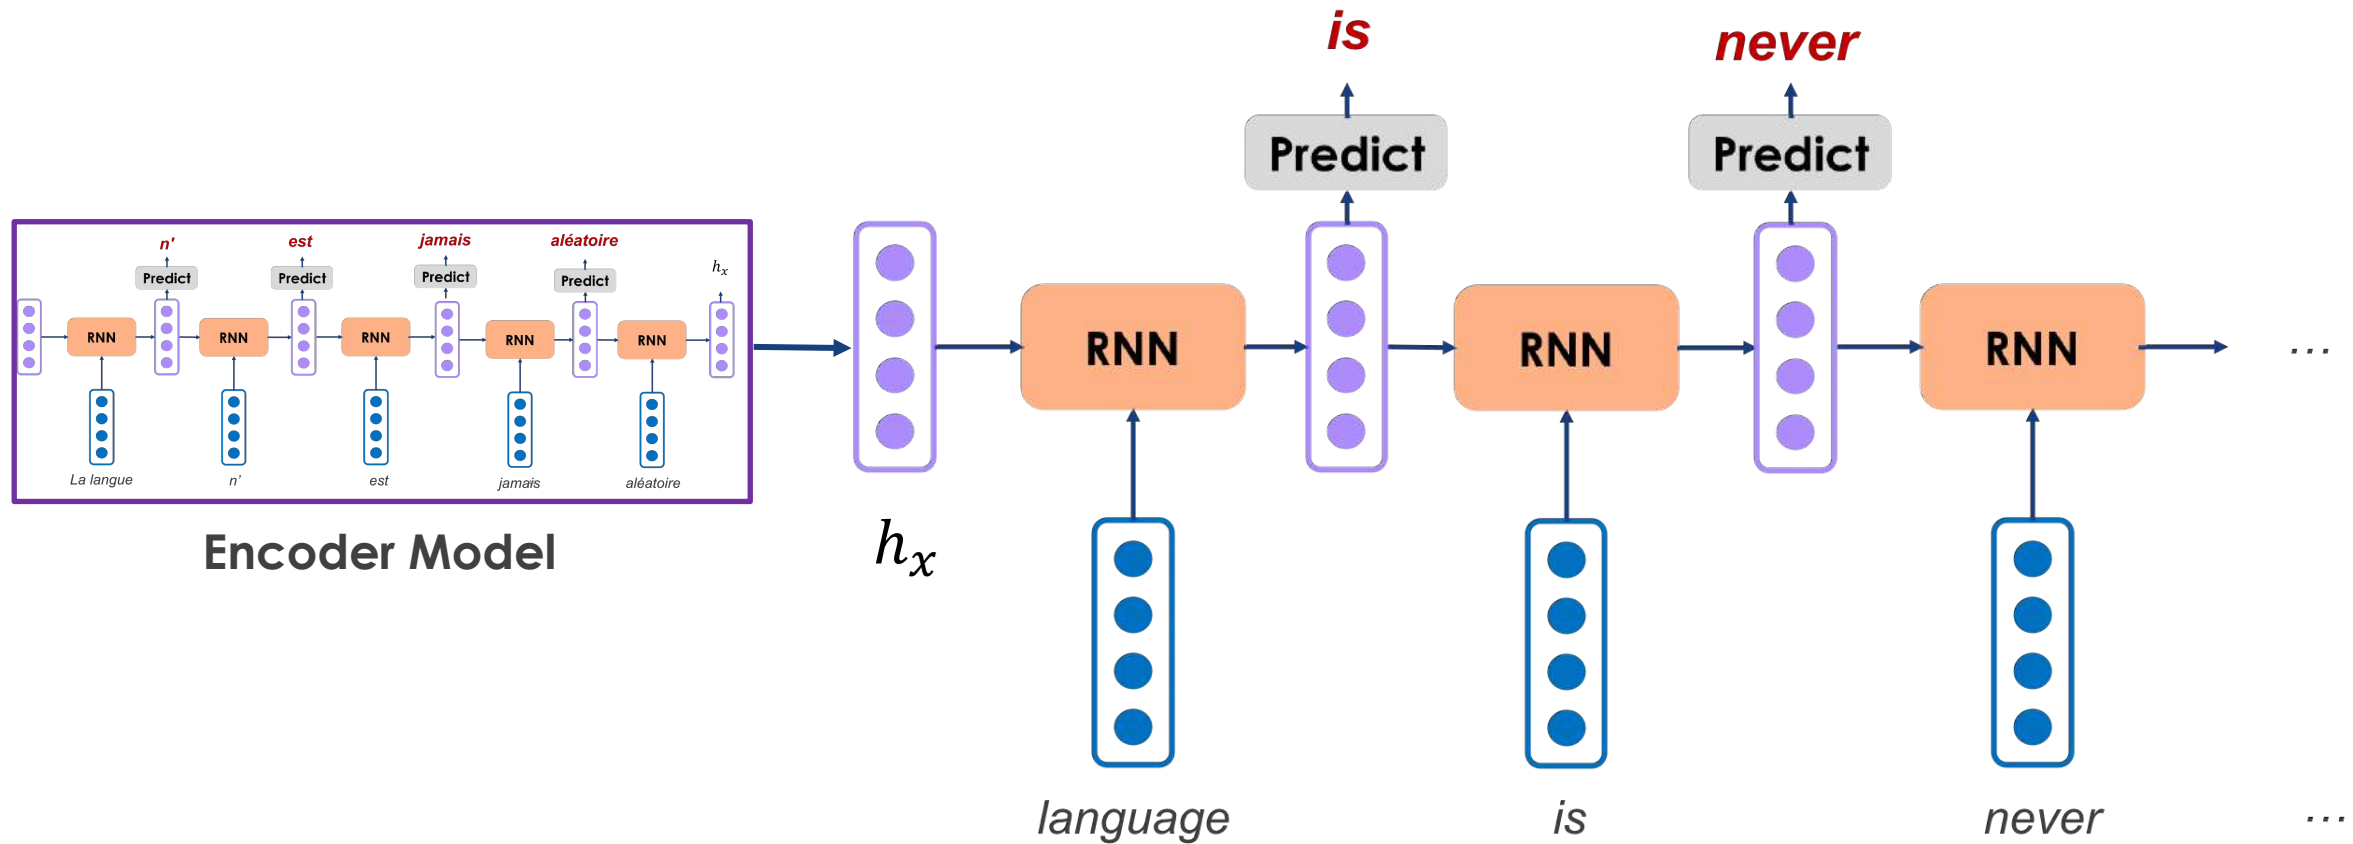 is
never
Predict
Predict
n'
est
jamais
aléatoire
Predict
Predict
Predict
Predict
h_x
RNN
RNN
RNN
RNN
RNN
RNN
RNN
RNN
...
La langue
n'
est
jamais
aléatoire
Encoder Model
h_x
language
is
never
...